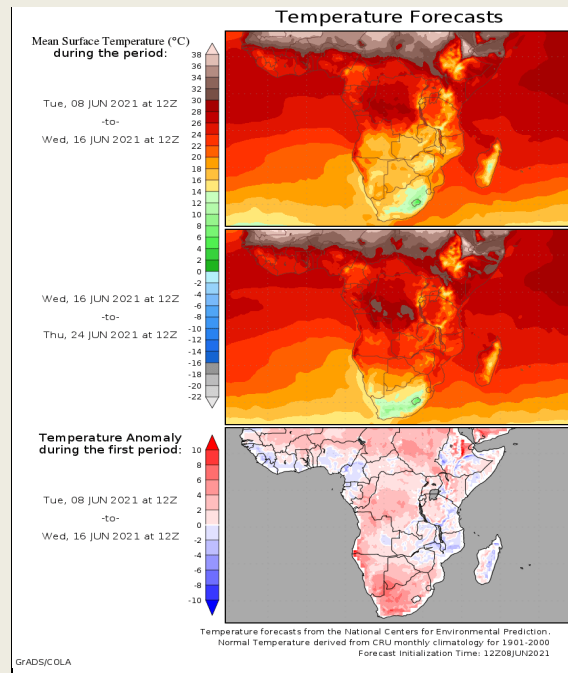 Temperature Forecasts
Mean Surface Temperature (°C)
during the period:
Tue, 08 JUN 2021 at 12Z
-to-
Wed, 16 JUN 2021 at 12Z
38
36
34
32
30
28
26
24
22
20
18
16
14
12
10
8
6
4
2
0
-2
-4
-6
-8
-10
-12
-14
-16
-18
-20
-22
Wed, 16 JUN 2021 at 12Z
-to-
Thu, 24 JUN 2021 at 12Z
Temperature Anomaly
during the first period:
Tue, 08 JUN 2021 at 12Z
-to-
Wed, 16 JUN 2021 at 12Z
10
8
6
4
2
0
-2
-4
-6
-8
-10
Temperature forecasts from the National Centers for Environmental Prediction.
Normal Temperature derived from CRU monthly climatology for 1901-2000
Forecast Initialization Time: 12Z08JUN2021
GrADS/COLA